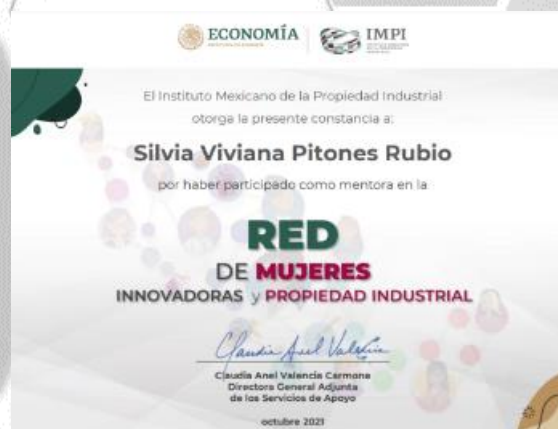 ECONOMÍA
IMPI
El Instituto Mexicano de la Propiedad Industrial
otorga la presente constancia a:
Silvia Viviana Pitones Rubio
por haber participado como mentora en la
RED
DE MUJERES
INNOVADORAS y PROPIEDAD INDUSTRIAL
Claudia Anel Valencia Carmona
Directora General Adjunta
de los Servicios de Apoyo
octubre 2021